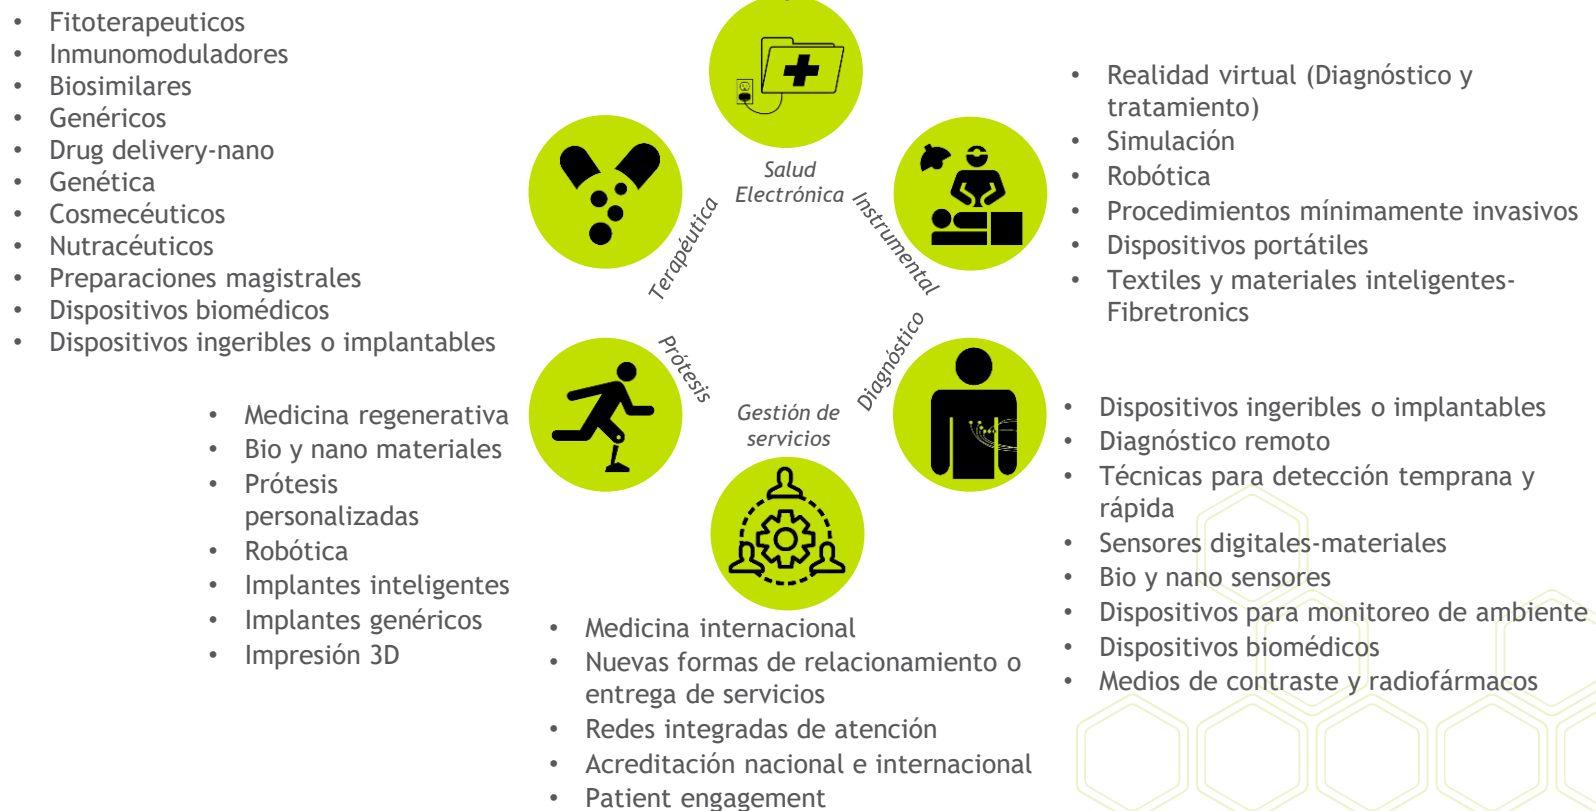 • Fitoterapeuticos
• Inmunomoduladores
• Biosimilares
• Genéricos
• Drug delivery-nano
• Genética
• Cosmecéuticos
• Nutracéuticos
• Preparaciones magistrales
• Dispositivos biomédicos
• Dispositivos ingeribles o implantables
Salud
Electrónica
Terapéutica
Instrumental
• Realidad virtual (Diagnóstico y
tratamiento)
• Simulación
• Robótica
• Procedimientos mínimamente invasivos
• Dispositivos portátiles
• Textiles y materiales inteligentes-
Fibretronics
Prótesis
Diagnóstico
Gestión de
servicios
• Medicina regenerativa
• Bio y nano materiales
• Prótesis
personalizadas
• Robótica
• Implantes inteligentes
• Implantes genéricos
• Impresión 3D
• Dispositivos ingeribles o implantables
• Diagnóstico remoto
• Técnicas para detección temprana y
rápida
• Sensores digitales-materiales
• Bio y nano sensores
• Dispositivos para monitoreo de ambiente
• Dispositivos biomédicos
• Medios de contraste y radiofármacos
• Medicina internacional
• Nuevas formas de relacionamiento o
entrega de servicios
• Redes integradas de atención
• Acreditación nacional e internacional
• Patient engagement